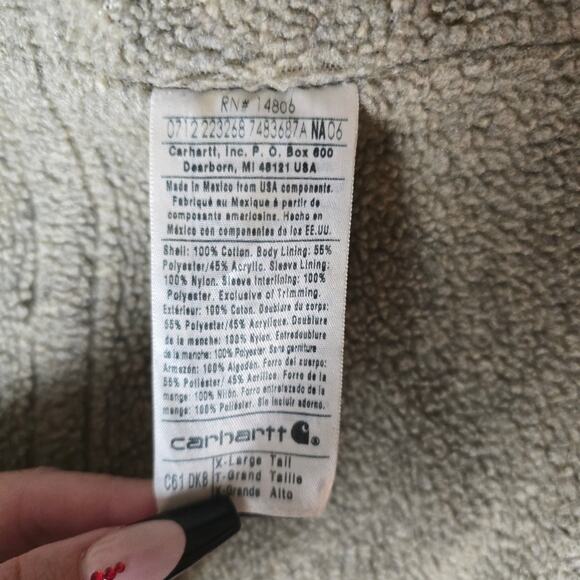 RN# 14806
0712 223268 7483687A NA06
Carhartt, Inc. P. O. Box 600
Dearborn, MI 48121 USA
Made in Mexico from USA components.
Fabriqué au Mexique à partir de
composants americains. Hecho en
México con componentes de los EE.UU.
Shell: 100% Cotton. Body Lining: 55%
Polyester/45% Acrylic. Sleeve Lining:
100% Nylon. Sleeve Interlining: 100%
Polyester. Exclusive of Trimming.
Extérieur: 100% Coton. Doublure du corps:
55% Polyester/45% Acrylique. Doublure
de la manche: 100% Nylon. Entredoublure
de la manche: 100% Polyester Sans garniture
Armazón: 100% Algodón. Forro del cuerpo:
55% Poliéster/ 45% Acrílico. Forro de la
manga: 100% Nilón. Forro entrelazado de la
manga: 100% Poliéster. Sin incluir adorno.
carhartt ®
C61 DKB
X-Large Tall
T-Grand Taille
X-Grande Alto